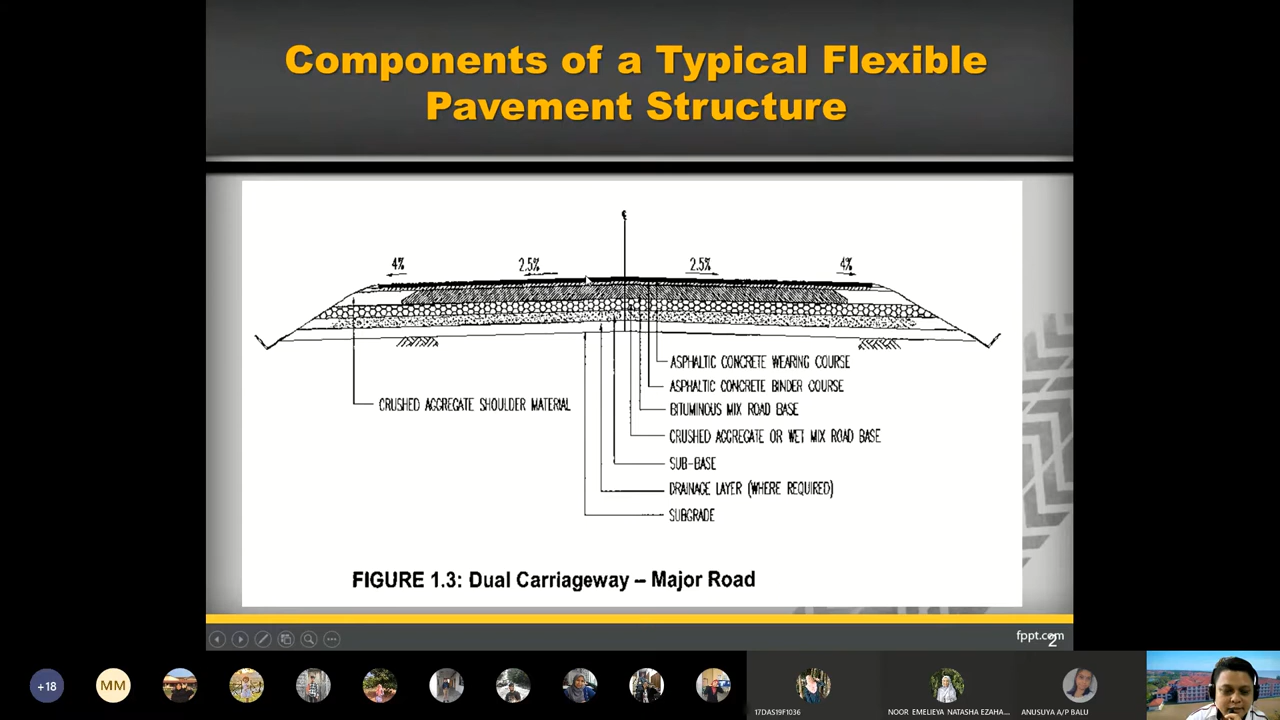 Components of a Typical Flexible
Pavement Structure
4%
2.5%
2.5%
4%
ASPHALTIC CONCRETE WEARING COURSE
ASPHALTIC CONCRETE BINDER COURSE
BITUMINOUS MIX ROAD BASE
CRUSHED AGGREGATE SHOULDER MATERIAL
CRUSHED AGGREGATE OR WET MIX ROAD BASE
SUB-BASE
DRAINAGE LAYER (WHERE REQUIRED)
SUBGRADE
FIGURE 1.3: Dual Carriageway – Major Road
fppt.com
2
+18
MM
17DAS19F1036
NOOR EMELIEYA NATASHA EZAHA...
ANUSUYA A/P BALU